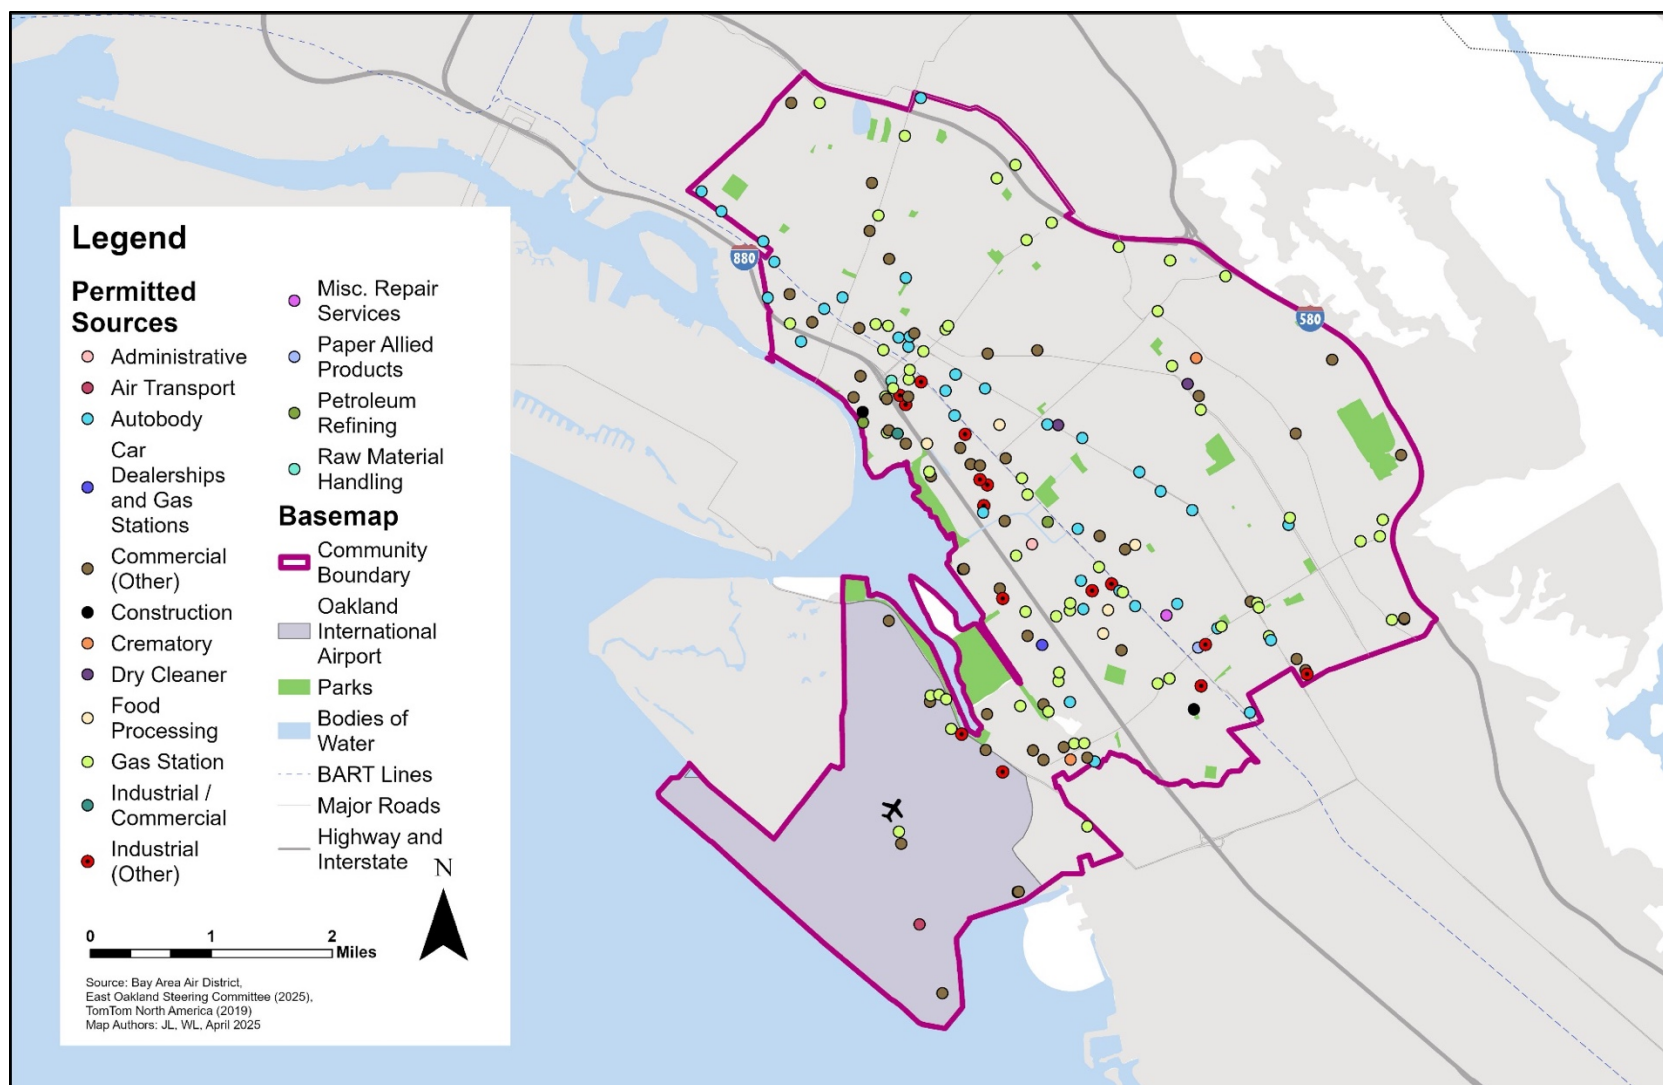 Legend
Permitted
Sources
Administrative
Air Transport
Autobody
Car
Dealerships
and Gas
Stations
Commercial
(Other)
Construction
Crematory
Dry Cleaner
Food
Processing
Gas Station
Industrial /
Commercial
Industrial
(Other)
Misc. Repair
Services
Paper Allied
Products
Petroleum
Refining
Raw Material
Handling
Basemap
Community
Boundary
Oakland
International
Airport
Parks
Bodies of
Water
BART Lines
Major Roads
Highway and
Interstate
N
0 1 2
Miles
Source: Bay Area Air District,
East Oakland Steering Committee (2025),
TomTom North America (2019)
Map Authors: JL, WL, April 2025
880
580